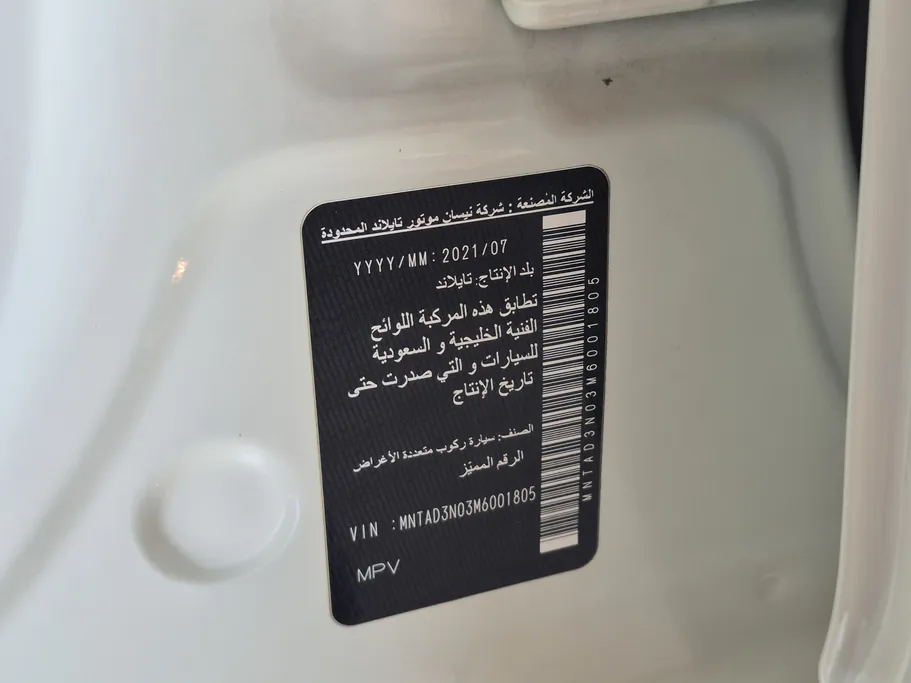 الشركة المصنعة : شركة نيسان موتور تايلاند المحدودة
YYYY/MM: 2021/07
بلد الإنتاج: تايلاند
تطابق هذه المركبة اللوائح
الفنية الخليجية و السعودية
للسيارات و التي صدرت حتى
تاريخ الإنتاج
الصنف: سيارة ركوب متعددة الأغراض
الرقم المميّز
VIN :MNTAD3N03M6001805
MPV
MNTAD3N03M6001805